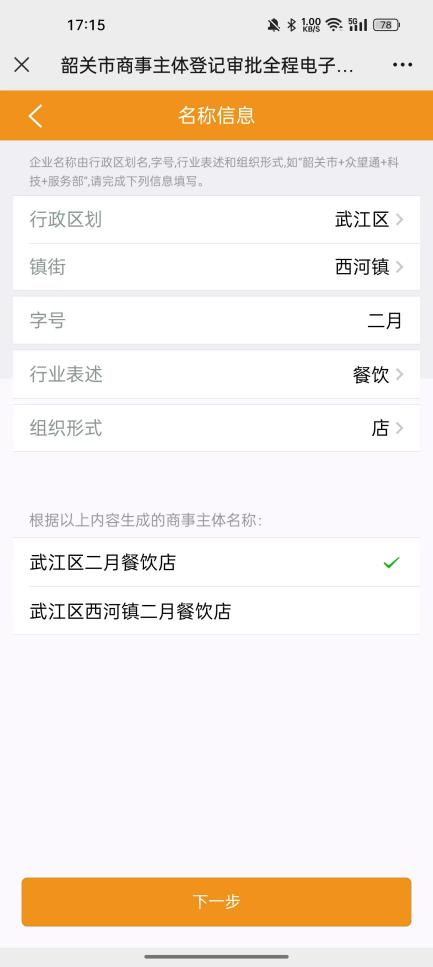 17:15
1.00 KB/S
5G
78
韶关市商事主体登记审批全程电子…
名称信息
企业名称由行政区划名,字号,行业表述和组织形式,如“韶关市+众望通+科
技+服务部”,请完成下列信息填写。
行政区划 武江区
镇街 西河镇
字号 二月
行业表述 餐饮
组织形式 店
根据以上内容生成的商事主体名称:
武江区二月餐饮店
武江区西河镇二月餐饮店
下一步